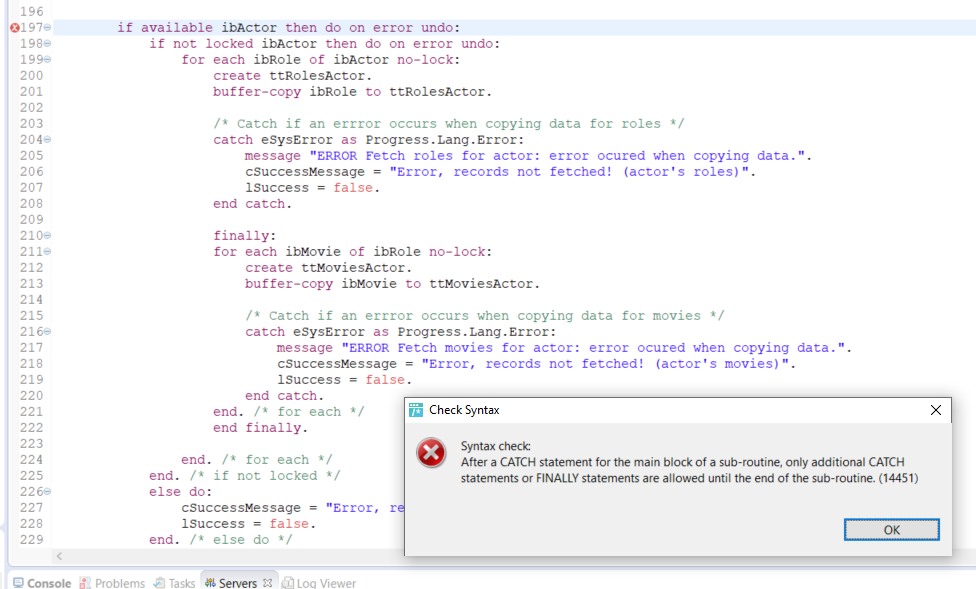 196
197 if available ibActor then do on error undo:
198 if not locked ibActor then do on error undo:
199 for each ibRole of ibActor no-lock:
200 create ttRolesActor.
201 buffer-copy ibRole to ttRolesActor.
202
203 /* Catch if an errror occurs when copying data for roles */
204 catch eSysError as Progress.Lang.Error:
205 message "ERROR Fetch roles for actor: error ocured when copying data.".
206 cSuccessMessage = "Error, records not fetched! (actor's roles)".
207 lSuccess = false.
208 end catch.
209
210 finally:
211 for each ibMovie of ibRole no-lock:
212 create ttMoviesActor.
213 buffer-copy ibMovie to ttMoviesActor.
214
215 /* Catch if an errror occurs when copying data for movies */
216 catch eSysError as Progress.Lang.Error:
217 message "ERROR Fetch movies for actor: error ocured when copying data.".
218 cSuccessMessage = "Error, records not fetched! (actor's movies)".
219 lSuccess = false.
220 end catch.
221 end. /* for each */
222 end finally.
223
224 end. /* for each */
225 end. /* if not locked */
226 else do:
227 cSuccessMessage = "Error, re
228 lSuccess = false.
229 end. /* else do */
Check Syntax
Syntax check:
After a CATCH statement for the main block of a sub-routine, only additional CATCH
statements or FINALLY statements are allowed until the end of the sub-routine. (14451)
OK
Console Problems Tasks Servers Log Viewer